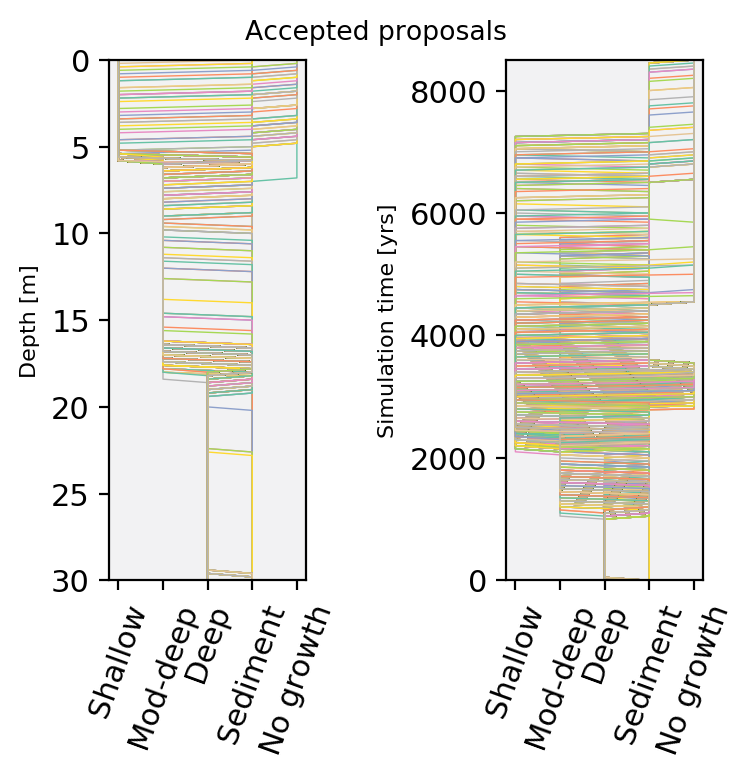 Accepted proposals
Depth [m]
0
5
10
15
20
25
30
Shallow
Mod-deep
Deep
Sediment
No growth
Simulation time [yrs]
8000
6000
4000
2000
0
Shallow
Mod-deep
Deep
Sediment
No growth